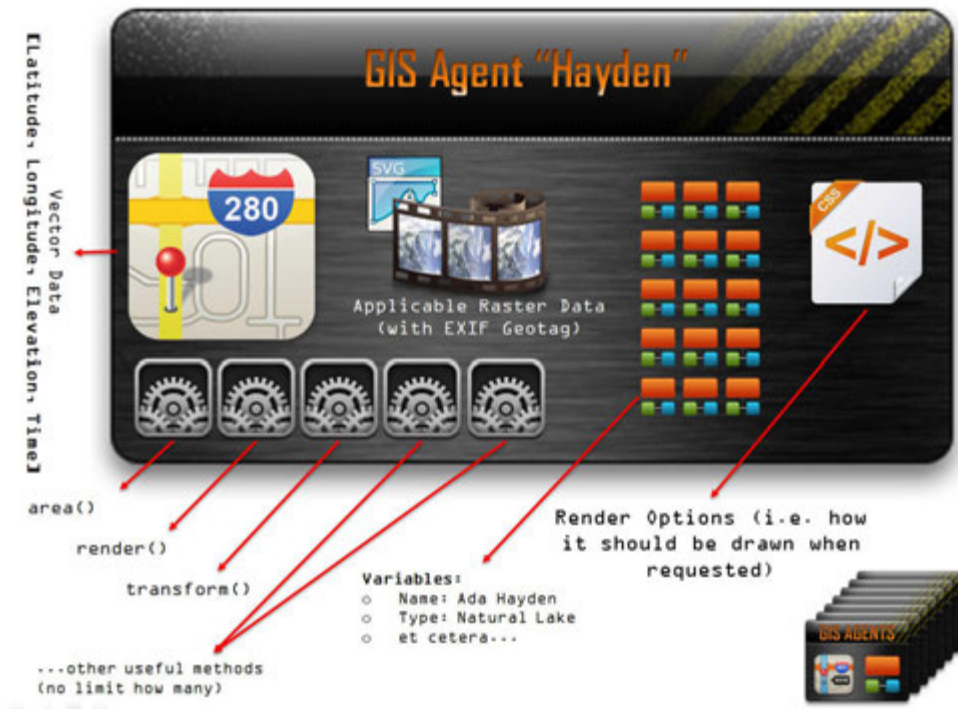 GIS Agent "Hayden"
[Latitude, Longitude, Elevation, Time]
Vector Data
280
SVG
Applicable Raster Data
(with EXIF Geotag)
CSS
</>
area()
render()
transform()
...other useful methods
(no limit how many)
Variables:
○ Name: Ada Hayden
○ Type: Natural Lake
○ et cetera...
Render Options (i.e. how
it should be drawn when
requested)
GIS AGENTS